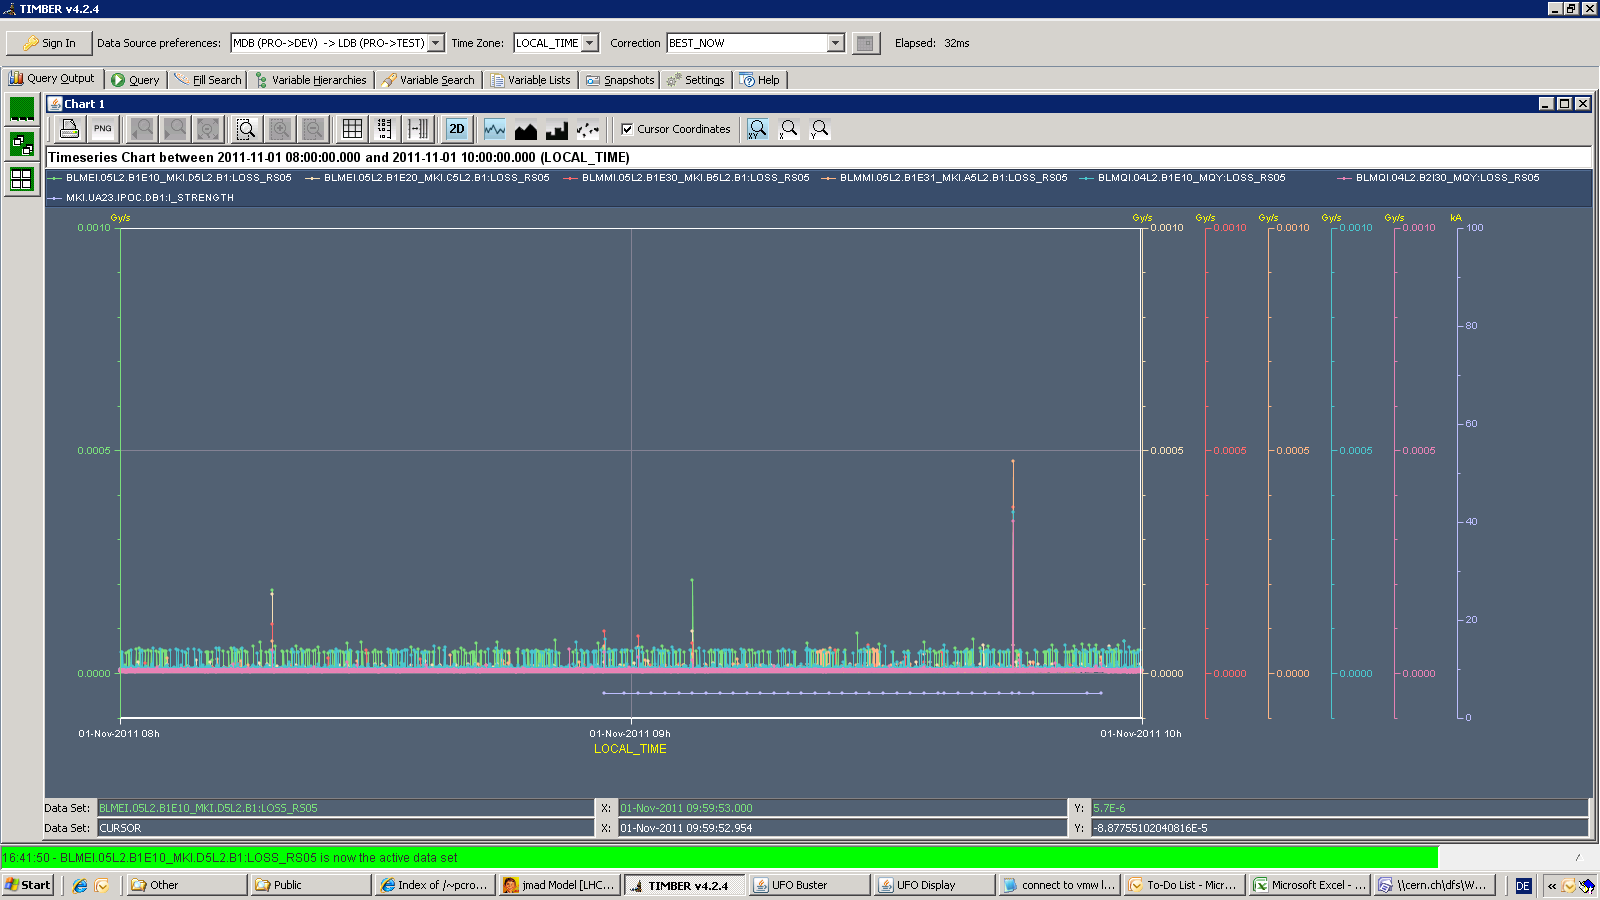 TIMBER v4.2.4
Sign In Data Source preferences: MDB (PRO->DEV) -> LDB (PRO->TEST) Time Zone: LOCAL_TIME Correction BEST_NOW Elapsed: 32ms
Query Output Query Fill Search Variable Hierarchies Variable Search Variable Lists Snapshots Settings Help
Chart 1
PNG 2D Cursor Coordinates XY X Y
Timeseries Chart between 2011-11-01 08:00:00.000 and 2011-11-01 10:00:00.000 (LOCAL_TIME)
BLMEI.05L2.B1E10_MKI.D5L2.B1:LOSS_RS05 BLMEI.05L2.B1E20_MKI.C5L2.B1:LOSS_RS05 BLMMI.05L2.B1E30_MKI.B5L2.B1:LOSS_RS05 BLMMI.05L2.B1E31_MKI.A5L2.B1:LOSS_RS05 BLMQI.04L2.B1E10_MQY:LOSS_RS05 BLMQI.04L2.B2I30_MQY:LOSS_RS05
MKI.UA23.IPOC.DB1:I_STRENGTH
Gy/s Gy/s Gy/s Gy/s Gy/s Gy/s kA
0.0010 0.0010 0.0010 0.0010 0.0010 0.0010 100
80
0.0005 0.0005 0.0005 0.0005 0.0005 0.0005
60
40
20
0.0000 0.0000 0.0000 0.0000 0.0000 0.0000
0
01-Nov-2011 08h 01-Nov-2011 09h 01-Nov-2011 10h
LOCAL_TIME
Data Set: BLMEI.05L2.B1E10_MKI.D5L2.B1:LOSS_RS05 X: 01-Nov-2011 09:59:53.000 Y: 5.7E-6
Data Set: CURSOR X: 01-Nov-2011 09:59:52.954 Y: -8.87755102040816E-5
16:41:50 - BLMEI.05L2.B1E10_MKI.D5L2.B1:LOSS_RS05 is now the active data set
Start Other Public Index of /~pcro... jmad Model [LHC... TIMBER v4.2.4 UFO Buster UFO Display connect to vmw l... To-Do List - Micr... Microsoft Excel - ... \\cern.ch\dfs\W... DE «